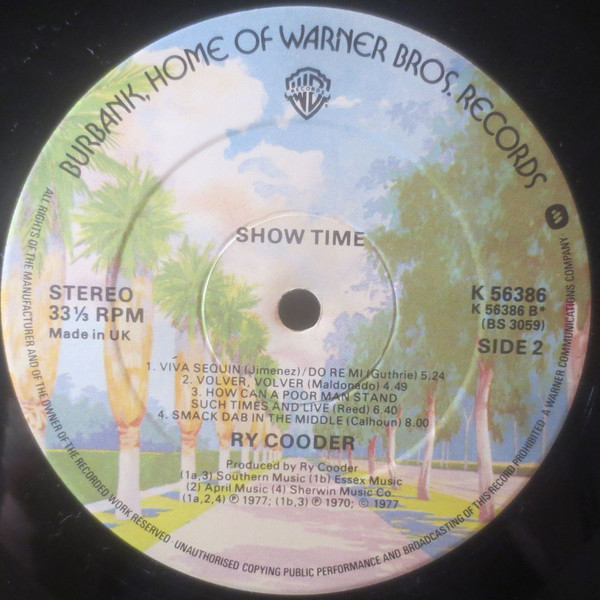 BURBANK, HOME OF WARNER BROS. RECORDS
SHOW TIME
STEREO
33⅓ RPM
Made in UK
K 56386
K 56386 B*
(BS 3059)
SIDE 2
1. VIVA SEQUIN (Jimenez)/DO RE MI (Guthrie) 5.24
2. VOLVER, VOLVER (Maldonado) 4.49
3. HOW CAN A POOR MAN STAND
SUCH TIMES AND LIVE (Reed) 6.40
4. SMACK DAB IN THE MIDDLE (Calhoun) 8.00
RY COODER
Produced by Ry Cooder
(1a,3) Southern Music (1b) Essex Music
(2) April Music (4) Sherwin Music Co.
(1a,2,4) ℗ 1977; (1b,3) ℗ 1970; © 1977
ALL RIGHTS OF THE MANUFACTURER AND OF THE OWNER OF THE RECORDED WORK RESERVED · UNAUTHORISED COPYING PUBLIC PERFORMANCE AND BROADCASTING OF THIS RECORD PROHIBITED · A WARNER COMMUNICATIONS COMPANY ·